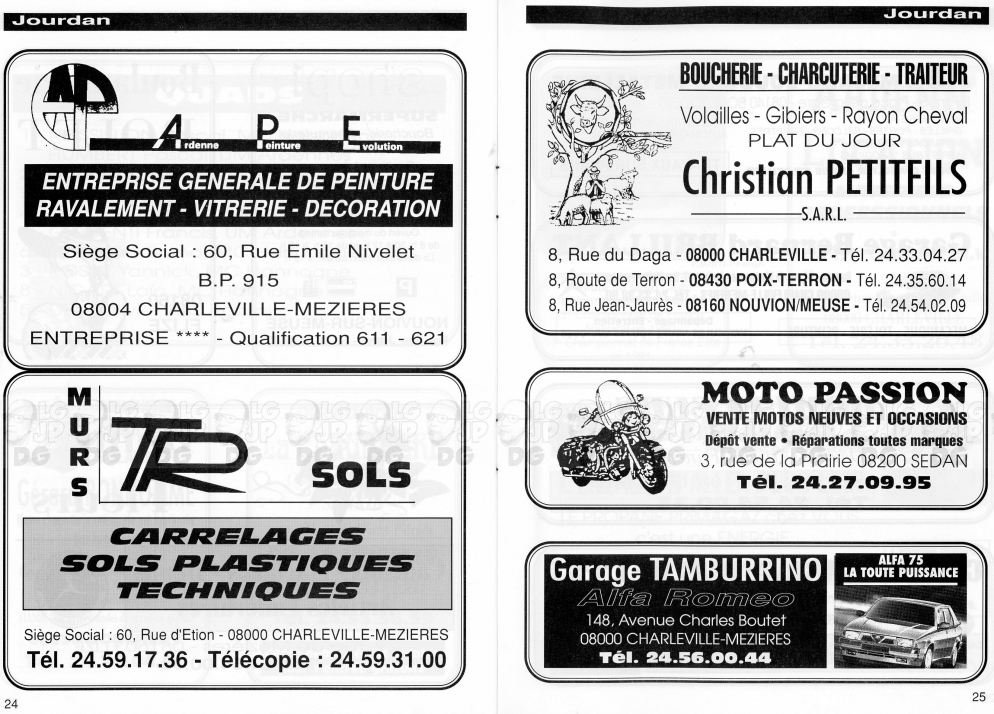 Jourdan
AP
Ardenne Peinture Evolution
ENTREPRISE GENERALE DE PEINTURE
RAVALEMENT - VITRERIE - DECORATION
Siège Social : 60, Rue Emile Nivelet
B.P. 915
08004 CHARLEVILLE-MEZIERES
ENTREPRISE **** - Qualification 611 - 621
MURS
TR
SOLS
CARRELAGES
SOLS PLASTIQUES
TECHNIQUES
Siège Social : 60, Rue d'Etion - 08000 CHARLEVILLE-MEZIERES
Tél. 24.59.17.36 - Télécopie : 24.59.31.00
24
Jourdan
BOUCHERIE - CHARCUTERIE - TRAITEUR
Volailles - Gibiers - Rayon Cheval
PLAT DU JOUR
Christian PETITFILS
S.A.R.L.
8, Rue du Daga - 08000 CHARLEVILLE - Tél. 24.33.04.27
8, Route de Terron - 08430 POIX-TERRON - Tél. 24.35.60.14
8, Rue Jean-Jaurès - 08160 NOUVION/MEUSE - Tél. 24.54.02.09
MOTO PASSION
VENTE MOTOS NEUVES ET OCCASIONS
Dépôt vente • Réparations toutes marques
3, rue de la Prairie 08200 SEDAN
Tél. 24.27.09.95
Garage TAMBURRINO
Alfa Romeo
148, Avenue Charles Boutet
08000 CHARLEVILLE-MEZIERES
Tél. 24.56.00.44
ALFA 75
LA TOUTE PUISSANCE
25